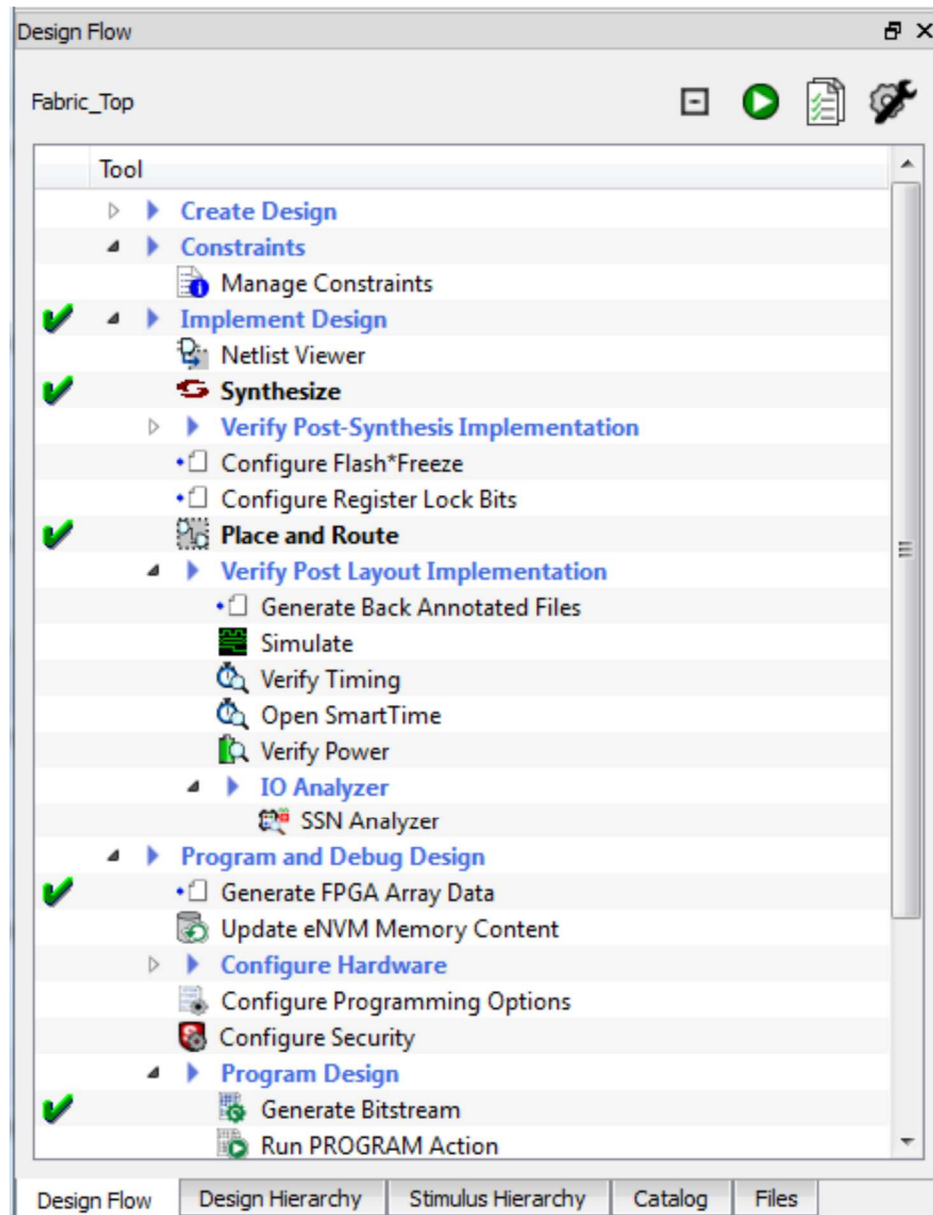 Design Flow
Fabric_Top
Tool
Create Design
Constraints
Manage Constraints
Implement Design
Netlist Viewer
Synthesize
Verify Post-Synthesis Implementation
Configure Flash*Freeze
Configure Register Lock Bits
Place and Route
Verify Post Layout Implementation
Generate Back Annotated Files
Simulate
Verify Timing
Open SmartTime
Verify Power
IO Analyzer
SSN Analyzer
Program and Debug Design
Generate FPGA Array Data
Update eNVM Memory Content
Configure Hardware
Configure Programming Options
Configure Security
Program Design
Generate Bitstream
Run PROGRAM Action
Design Flow Design Hierarchy Stimulus Hierarchy Catalog Files